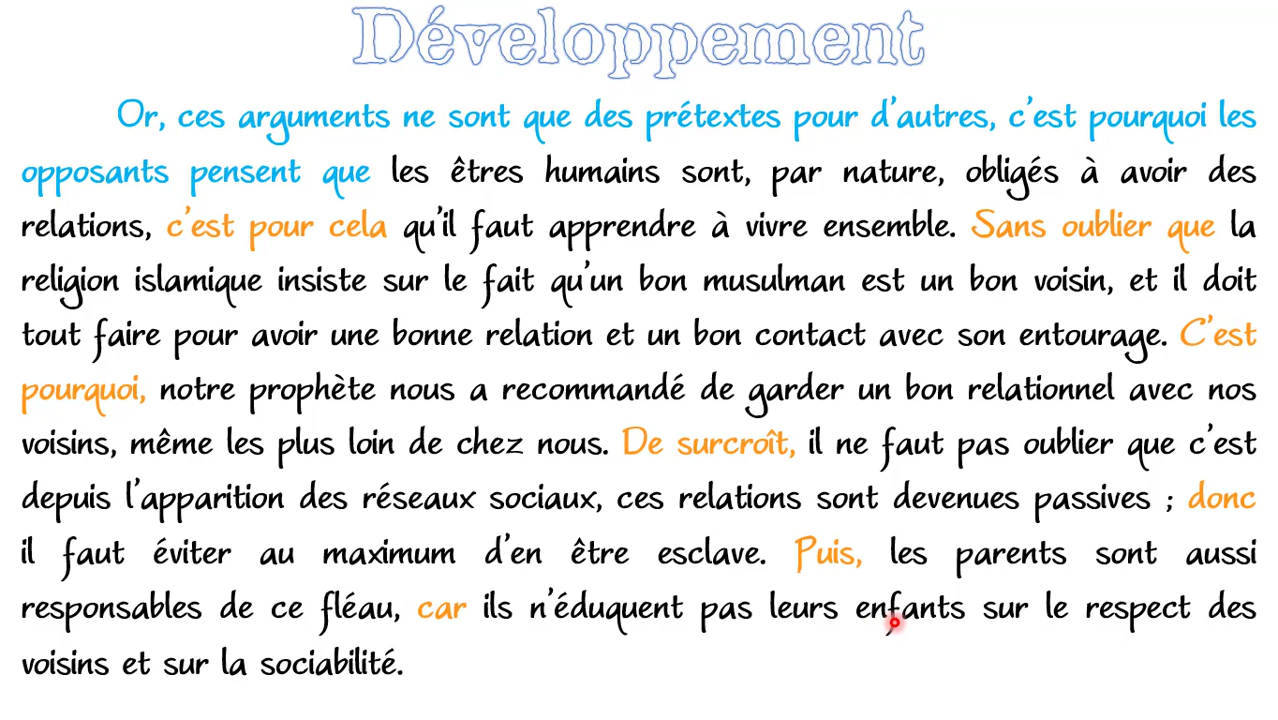 Développement
Or, ces arguments ne sont que des prétextes pour d'autres, c'est pourquoi les
opposants pensent que les êtres humains sont, par nature, obligés à avoir des
relations, c'est pour cela qu'il faut apprendre à vivre ensemble. Sans oublier que la
religion islamique insiste sur le fait qu'un bon musulman est un bon voisin, et il doit
tout faire pour avoir une bonne relation et un bon contact avec son entourage. C'est
pourquoi, notre prophète nous a recommandé de garder un bon relationnel avec nos
voisins, même les plus loin de chez nous. De surcroît, il ne faut pas oublier que c'est
depuis l'apparition des réseaux sociaux, ces relations sont devenues passives ; donc
il faut éviter au maximum d'en être esclave. Puis, les parents sont aussi
responsables de ce fléau, car ils n'éduquent pas leurs enfants sur le respect des
voisins et sur la sociabilité.